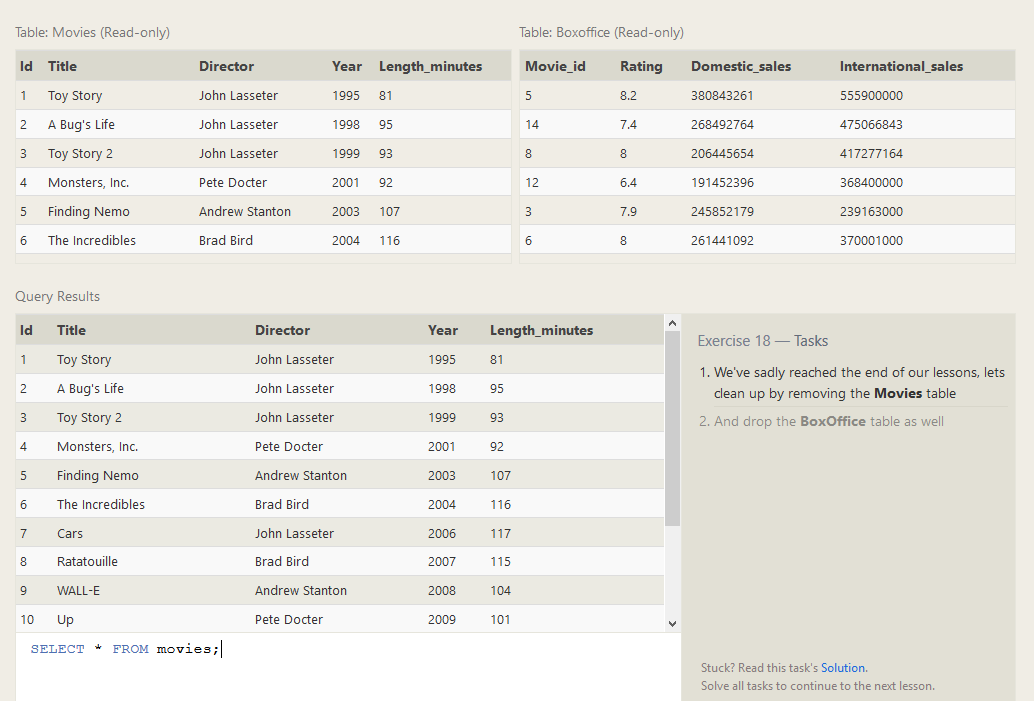 Table: Movies (Read-only)
Id Title Director Year Length_minutes
1 Toy Story John Lasseter 1995 81
2 A Bug's Life John Lasseter 1998 95
3 Toy Story 2 John Lasseter 1999 93
4 Monsters, Inc. Pete Docter 2001 92
5 Finding Nemo Andrew Stanton 2003 107
6 The Incredibles Brad Bird 2004 116
Table: Boxoffice (Read-only)
Movie_id Rating Domestic_sales International_sales
5 8.2 380843261 555900000
14 7.4 268492764 475066843
8 8 206445654 417277164
12 6.4 191452396 368400000
3 7.9 245852179 239163000
6 8 261441092 370001000
Query Results
Id Title Director Year Length_minutes
1 Toy Story John Lasseter 1995 81
2 A Bug's Life John Lasseter 1998 95
3 Toy Story 2 John Lasseter 1999 93
4 Monsters, Inc. Pete Docter 2001 92
5 Finding Nemo Andrew Stanton 2003 107
6 The Incredibles Brad Bird 2004 116
7 Cars John Lasseter 2006 117
8 Ratatouille Brad Bird 2007 115
9 WALL-E Andrew Stanton 2008 104
10 Up Pete Docter 2009 101
SELECT * FROM movies;
Exercise 18 — Tasks
1. We've sadly reached the end of our lessons, lets
clean up by removing the Movies table
2. And drop the BoxOffice table as well
Stuck? Read this task's Solution.
Solve all tasks to continue to the next lesson.